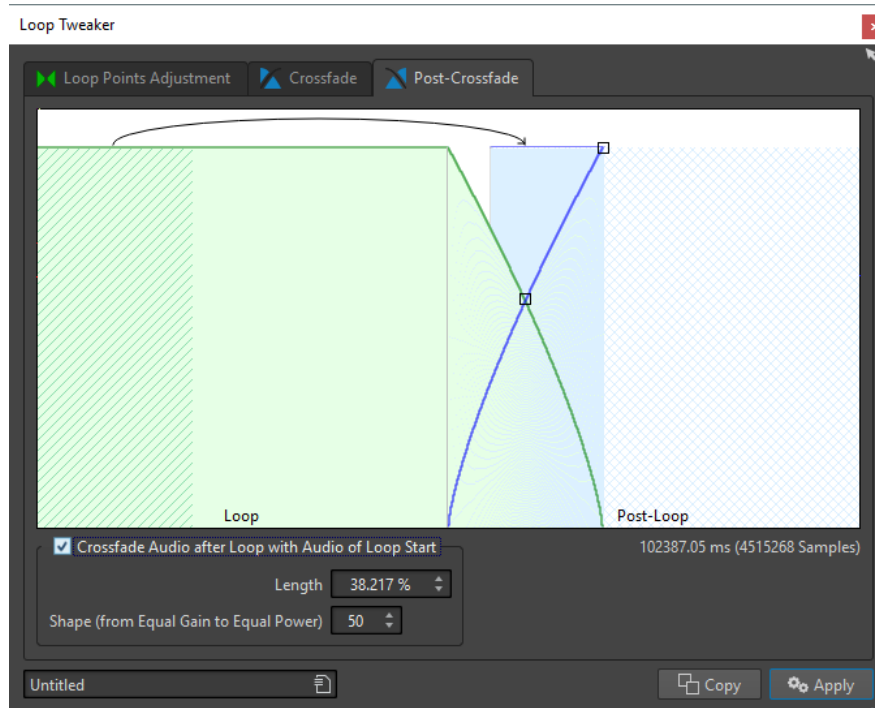 Loop Tweaker
Loop Points Adjustment
Crossfade
Post-Crossfade
Loop
Post-Loop
Crossfade Audio after Loop with Audio of Loop Start
102387.05 ms (4515268 Samples)
Length 38.217 %
Shape (from Equal Gain to Equal Power) 50
Untitled
Copy
Apply